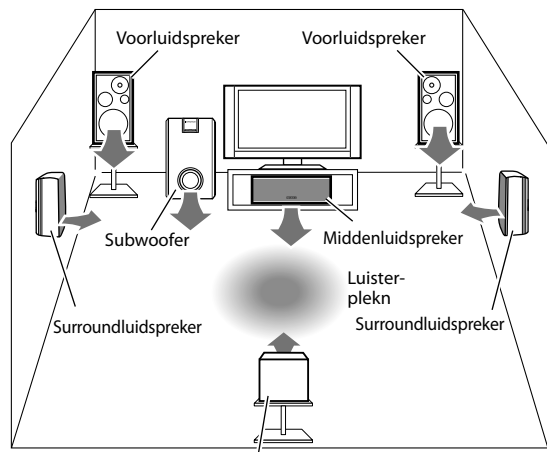 Voorluidspreker
Voorluidspreker
Subwoofer
Middenluidspreker
Luister-
plekn
Surroundluidspreker
Surroundluidspreker